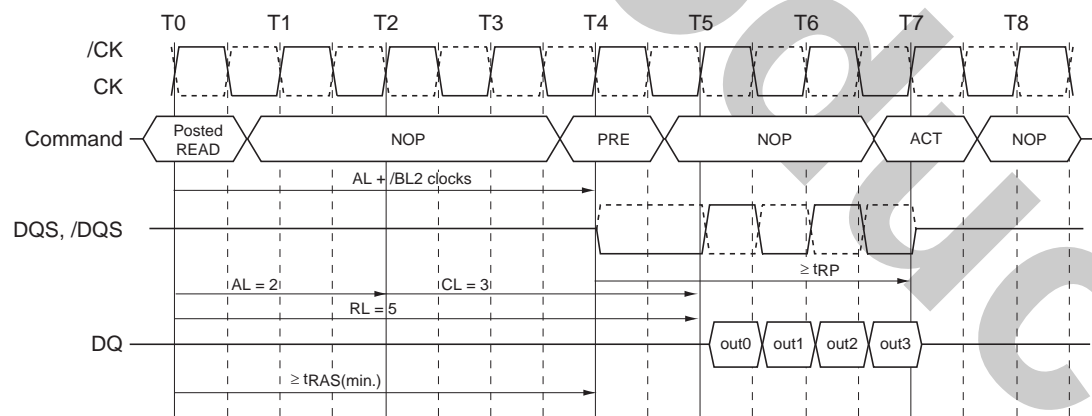 T0 T1 T2 T3 T4 T5 T6 T7 T8
/CK
CK
Command
Posted
READ
NOP
PRE
NOP
ACT
NOP
AL + /BL2 clocks
DQS, /DQS
≥ tRP
AL = 2
CL = 3
RL = 5
DQ
out0
out1
out2
out3
≥ tRAS(min.)